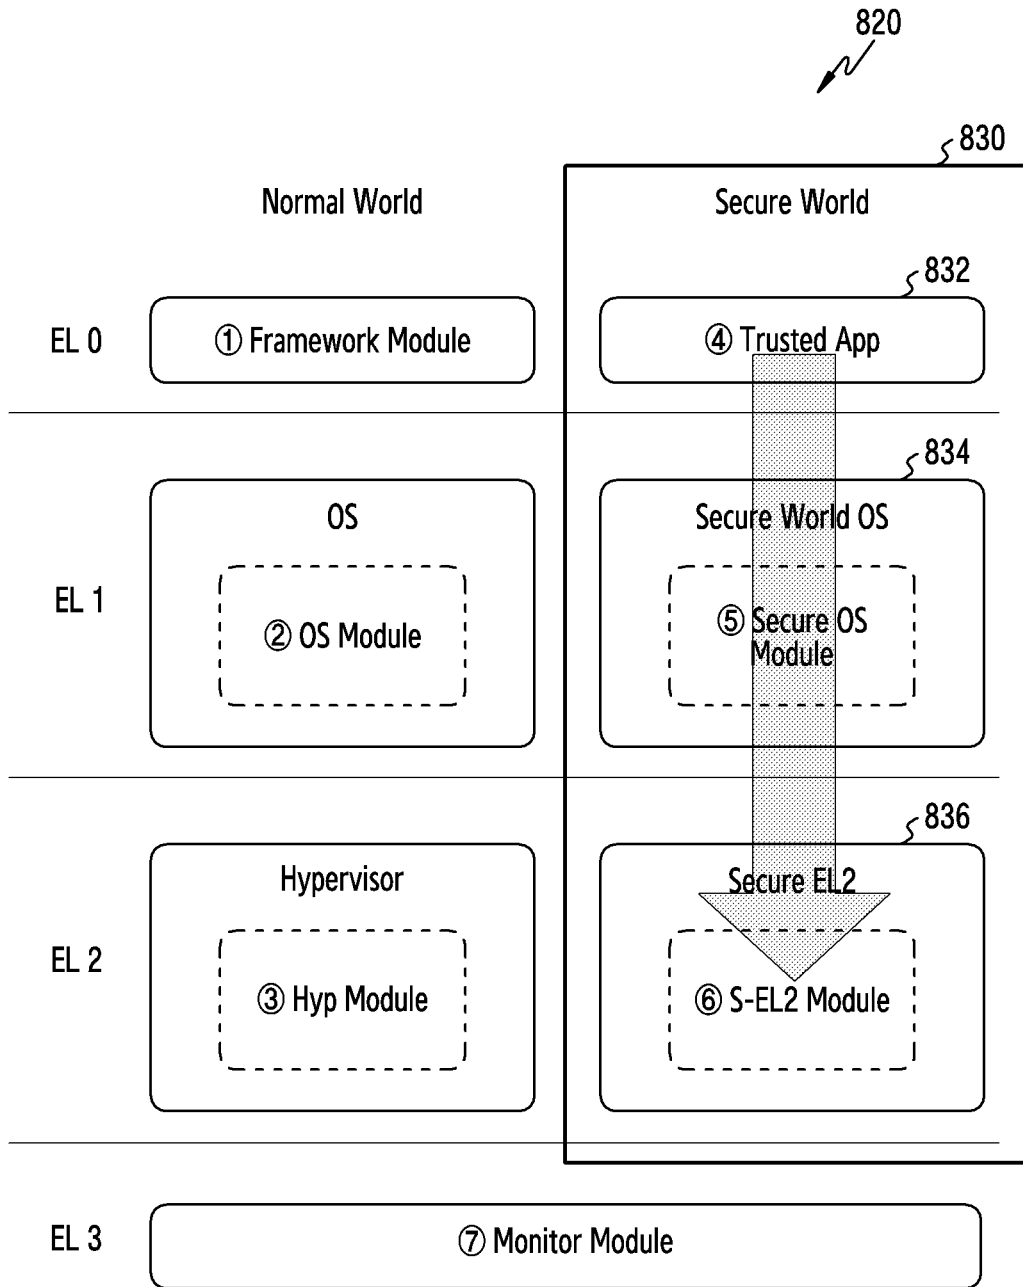 820
830
Normal World
Secure World
832
EL 0
① Framework Module
④ Trusted App
834
OS
Secure World OS
EL 1
② OS Module
⑤ Secure OS
Module
836
Hypervisor
Secure EL2
EL 2
③ Hyp Module
⑥ S-EL2 Module
EL 3
⑦ Monitor Module